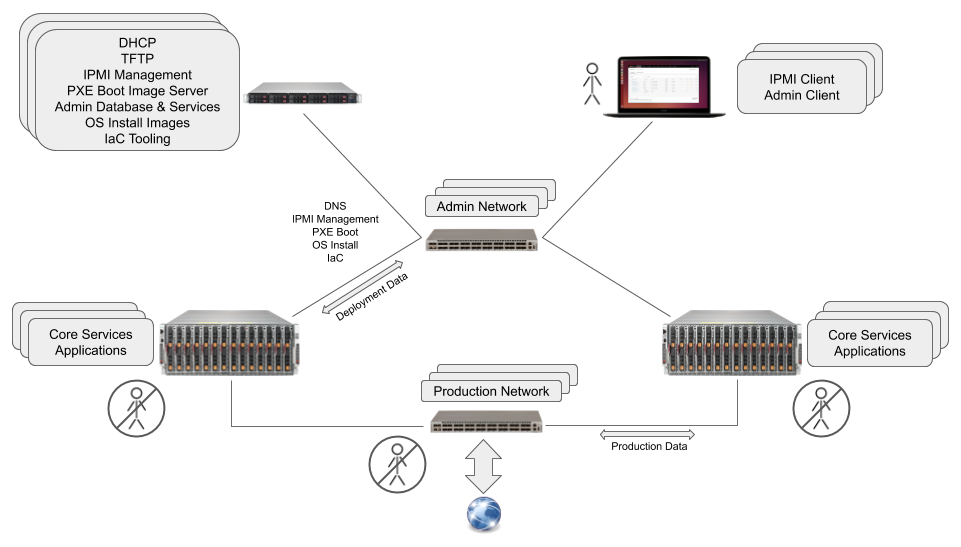 DHCP
TFTP
IPMI Management
PXE Boot Image Server
Admin Database & Services
OS Install Images
IaC Tooling
IPMI Client
Admin Client
Admin Network
DNS
IPMI Management
PXE Boot
OS Install
IaC
Deployment Data
Core Services
Applications
Core Services
Applications
Production Network
Production Data